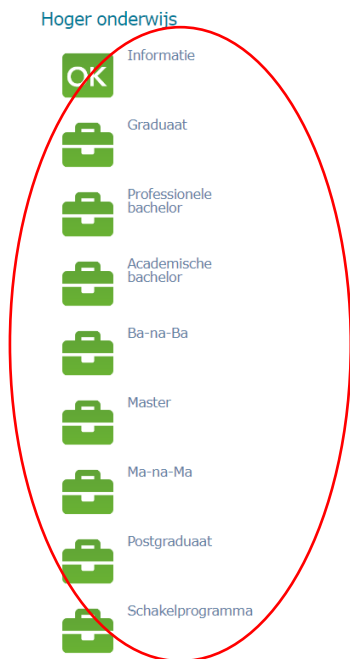 Hoger onderwijs
OK
Informatie
Graduaat
Professionele
bachelor
Academische
bachelor
Ba-na-Ba
Master
Ma-na-Ma
Postgraduaat
Schakelprogramma